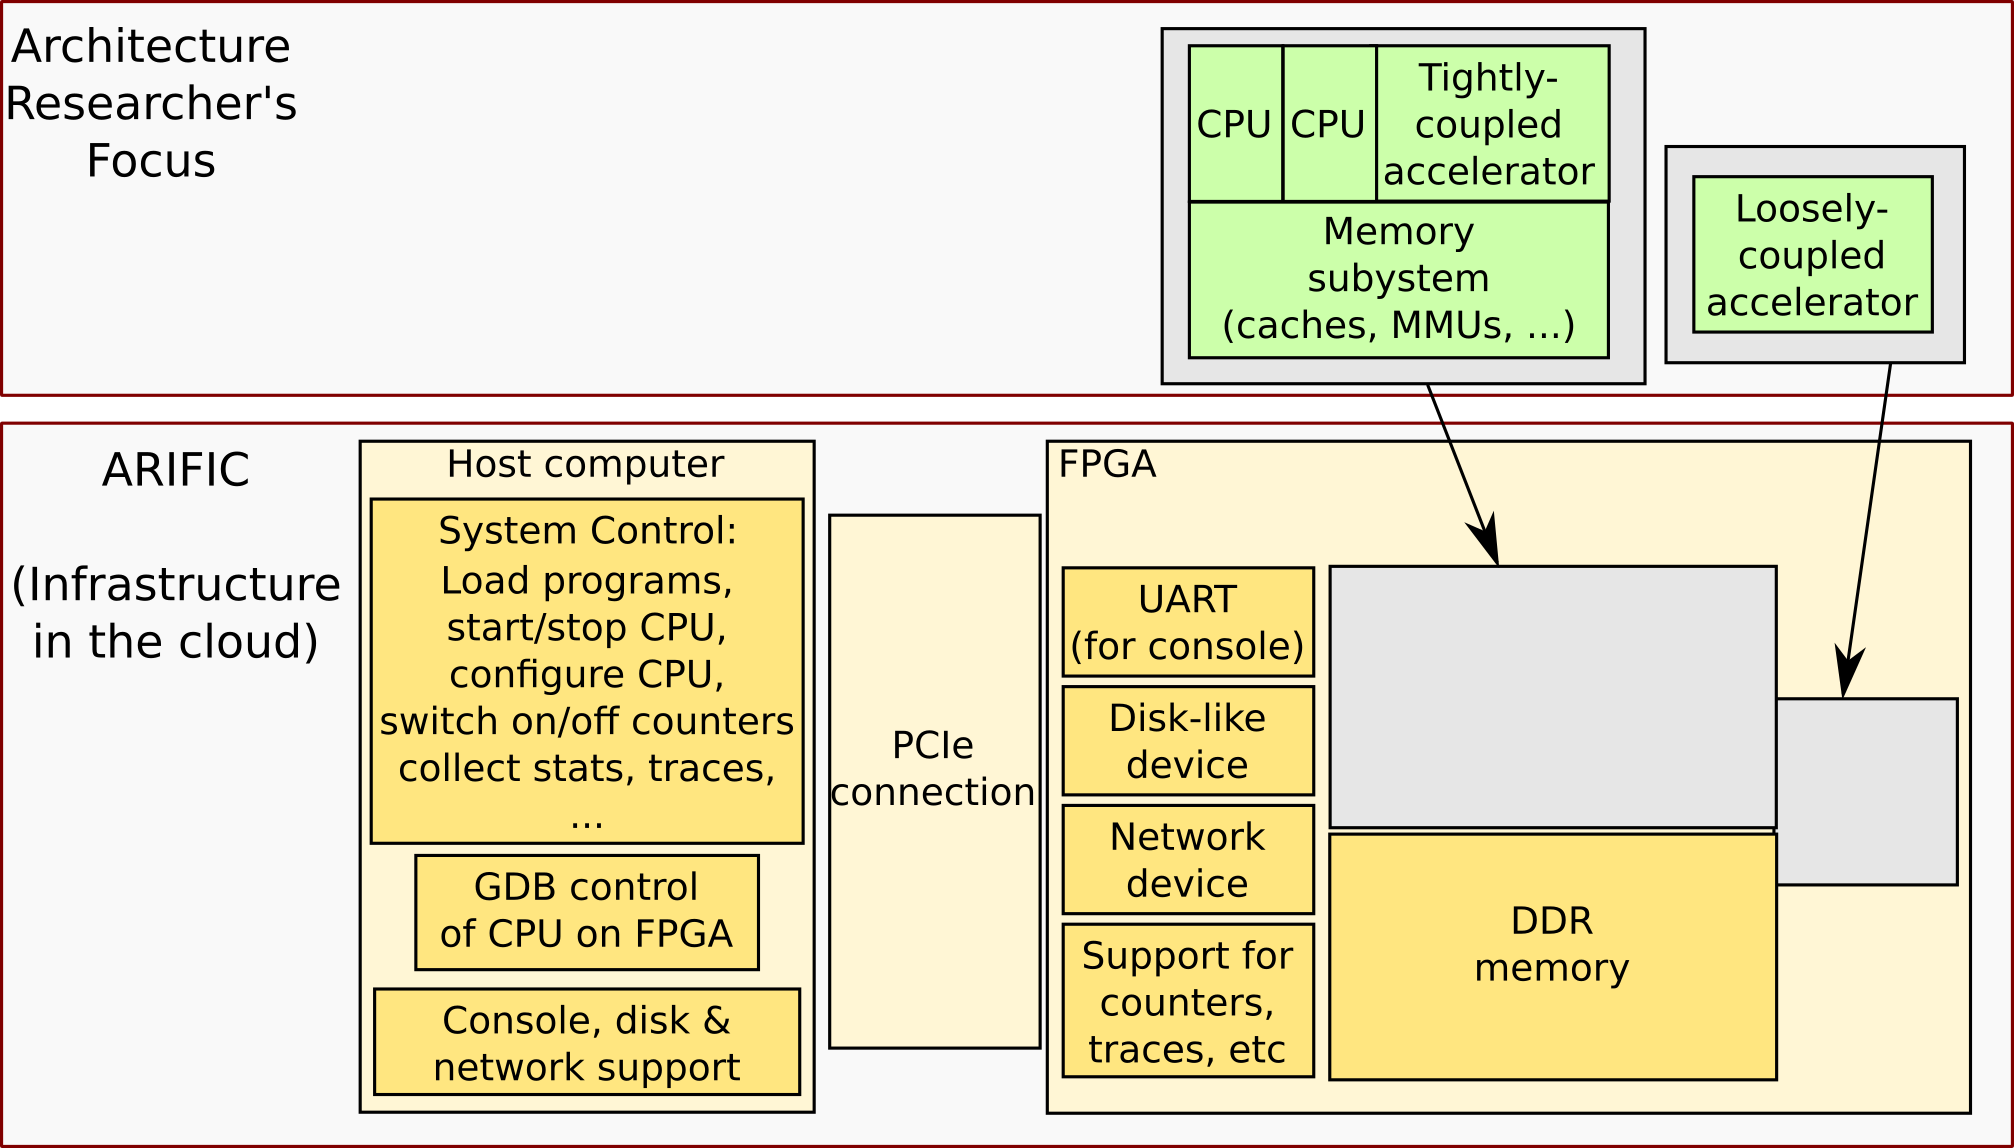 Architecture
Researcher's
Focus
CPU
CPU
Tightly-
coupled
accelerator
Memory
subystem
(caches, MMUs, ...)
Loosely-
coupled
accelerator
ARIFIC
(Infrastructure
in the cloud)
Host computer
System Control:
Load programs,
start/stop CPU,
configure CPU,
switch on/off counters
collect stats, traces,
...
GDB control
of CPU on FPGA
Console, disk &
network support
PCIe
connection
FPGA
UART
(for console)
Disk-like
device
Network
device
Support for
counters,
traces, etc
DDR
memory